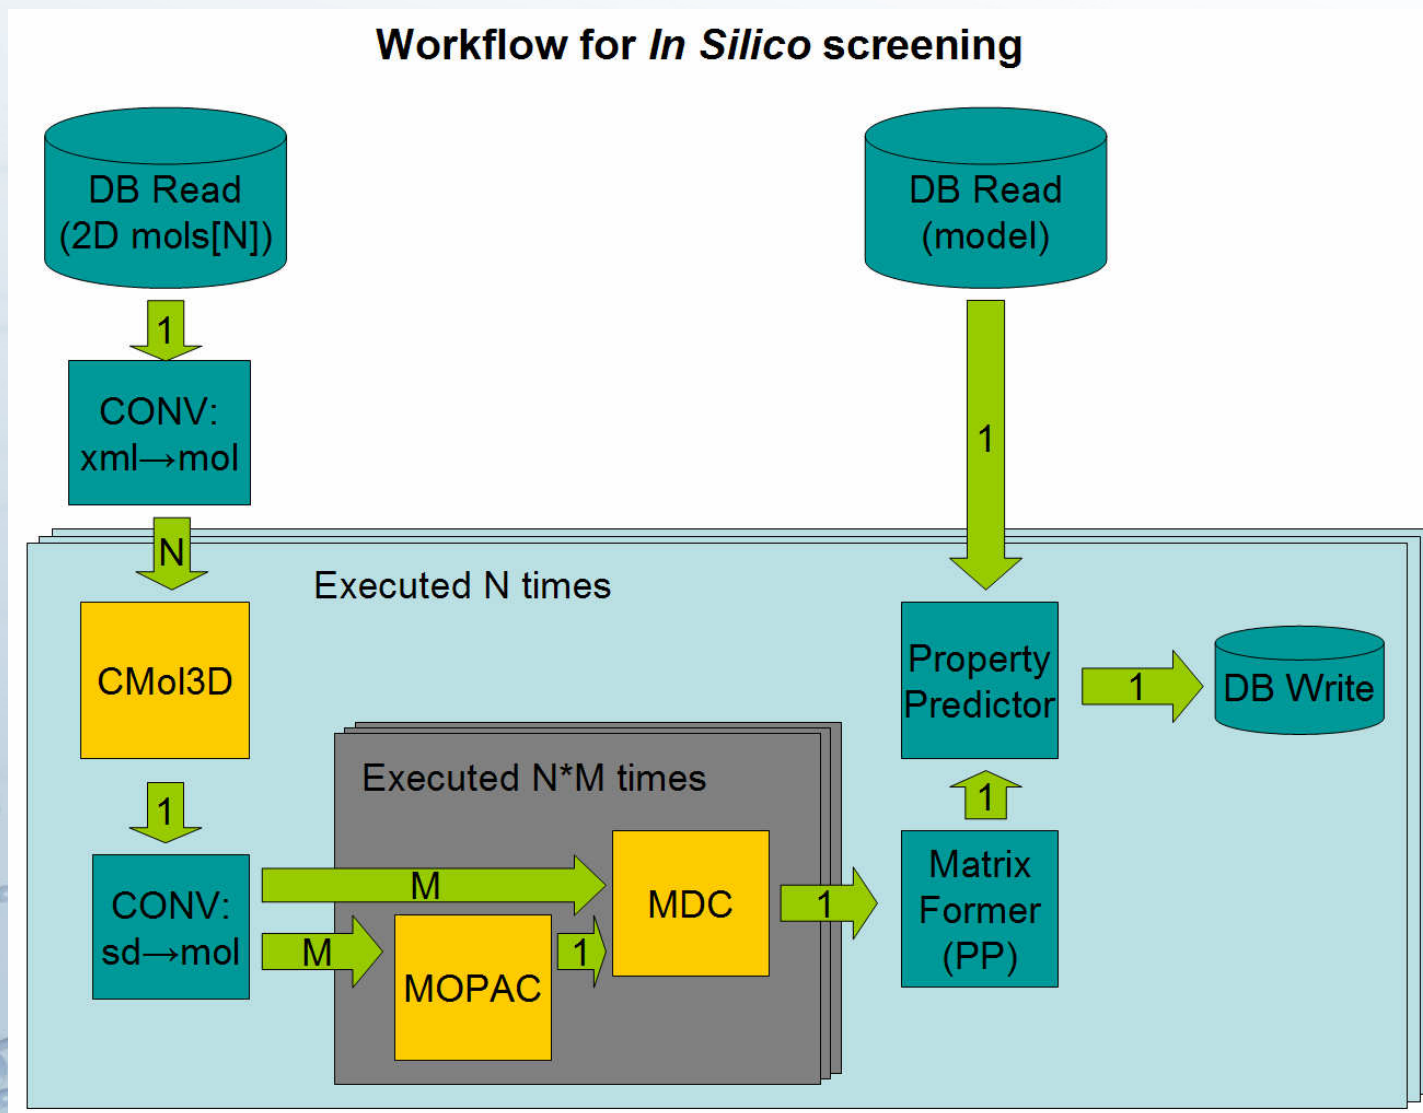 Workflow for In Silico screening
DB Read
(2D mols[N])
DB Read
(model)
1
CONV:
xml→mol
1
N
Executed N times
CMol3D
Property
Predictor
1
DB Write
Executed N*M times
1
1
CONV:
sd→mol
M
M
MOPAC
1
MDC
1
Matrix
Former
(PP)